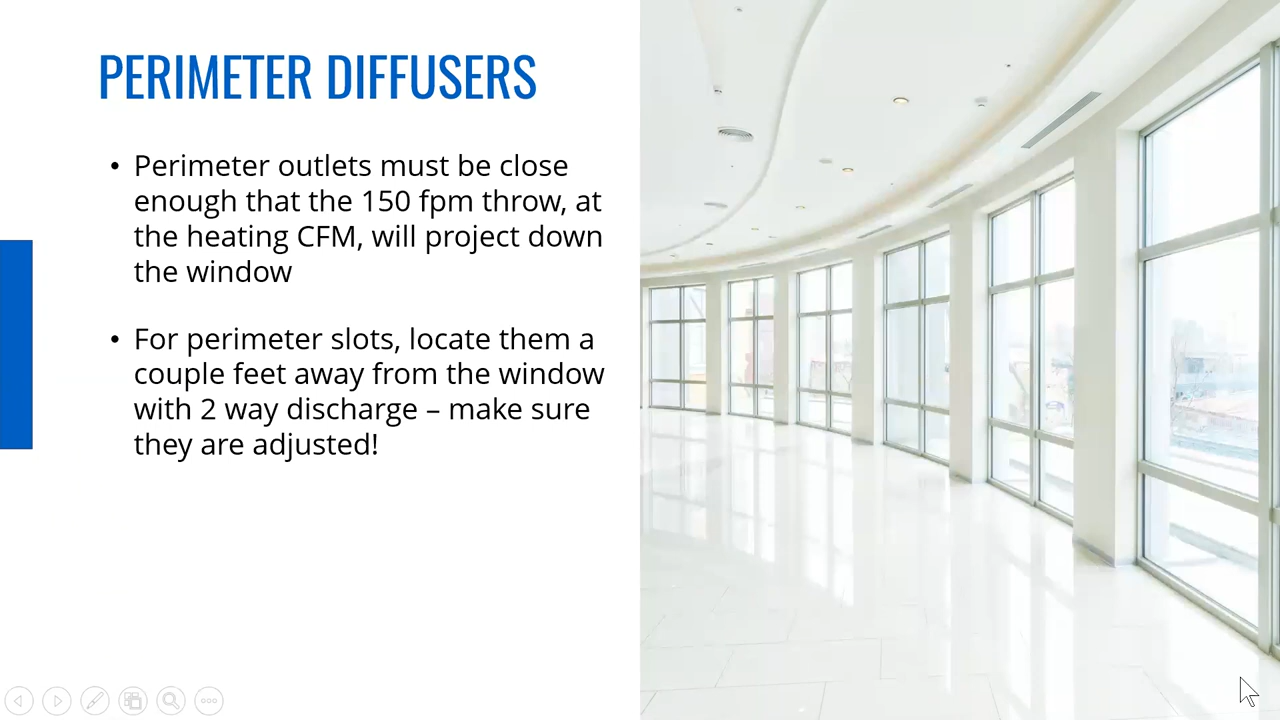 PERIMETER DIFFUSERS
• Perimeter outlets must be close
enough that the 150 fpm throw, at
the heating CFM, will project down
the window
• For perimeter slots, locate them a
couple feet away from the window
with 2 way discharge – make sure
they are adjusted!